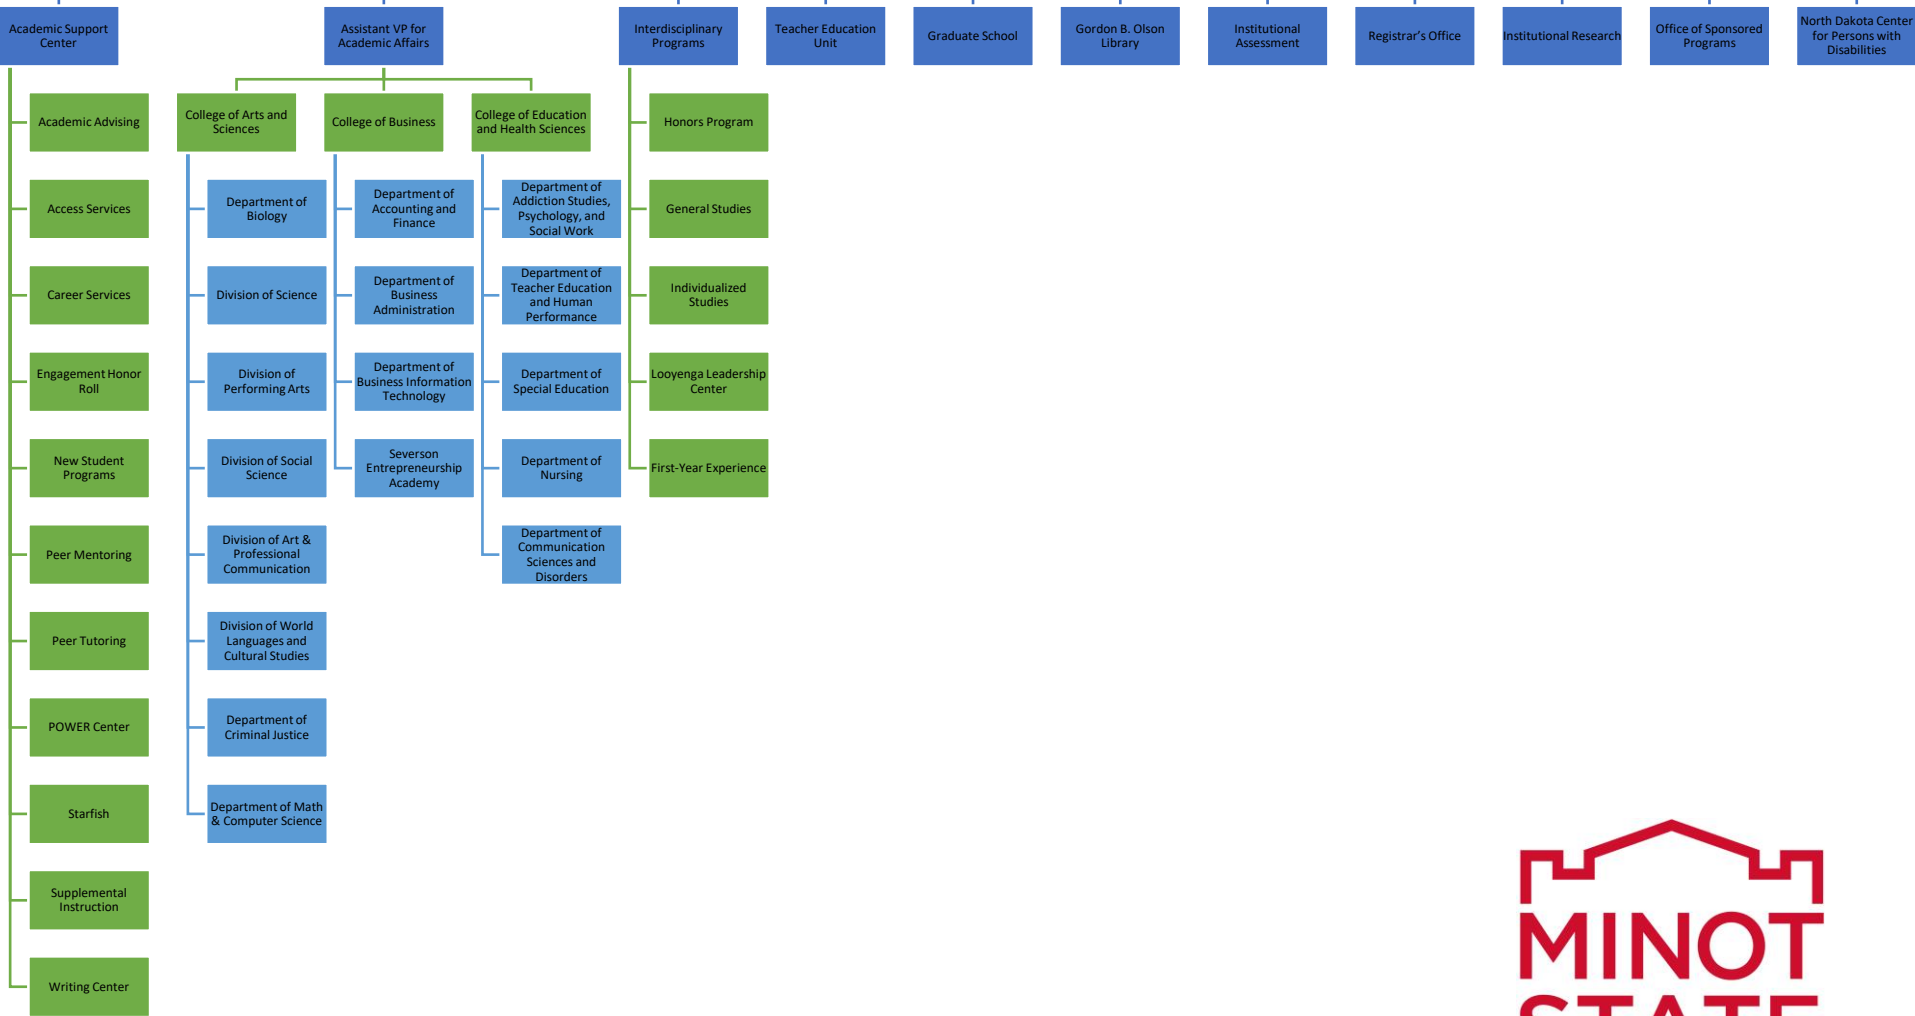 Academic Support
Center
Assistant VP for
Academic Affairs
Interdisciplinary
Programs
Teacher Education
Unit
Graduate School
Gordon B. Olson
Library
Institutional
Assessment
Registrar's Office
Institutional Research
Office of Sponsored
Programs
North Dakota Center
for Persons with
Disabilities
Academic Advising
Access Services
Career Services
Engagement Honor
Roll
New Student
Programs
Peer Mentoring
Peer Tutoring
POWER Center
Starfish
Supplemental
Instruction
Writing Center
College of Arts and
Sciences
Department of
Biology
Division of Science
Division of
Performing Arts
Division of Social
Science
Division of Art &
Professional
Communication
Division of World
Languages and
Cultural Studies
Department of
Criminal Justice
Department of Math
& Computer Science
College of Business
Department of
Accounting and
Finance
Department of
Business
Administration
Department of
Business Information
Technology
Severson
Entrepreneurship
Academy
College of Education
and Health Sciences
Department of
Addiction Studies,
Psychology, and
Social Work
Department of
Teacher Education
and Human
Performance
Department of
Special Education
Department of
Nursing
Department of
Communication
Sciences and
Disorders
Honors Program
General Studies
Individualized
Studies
Looyenga Leadership
Center
First-Year Experience
MINOT
STATE